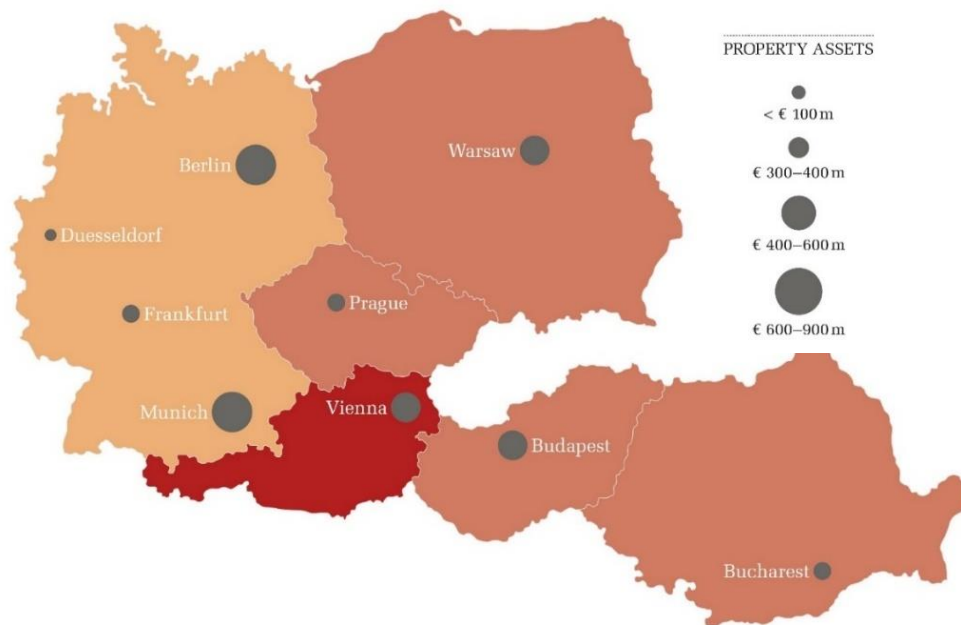 PROPERTY ASSETS
< € 100 m
€ 300–400 m
€ 400–600 m
€ 600–900 m
Berlin
Warsaw
Duesseldorf
Frankfurt
Prague
Munich
Vienna
Budapest
Bucharest